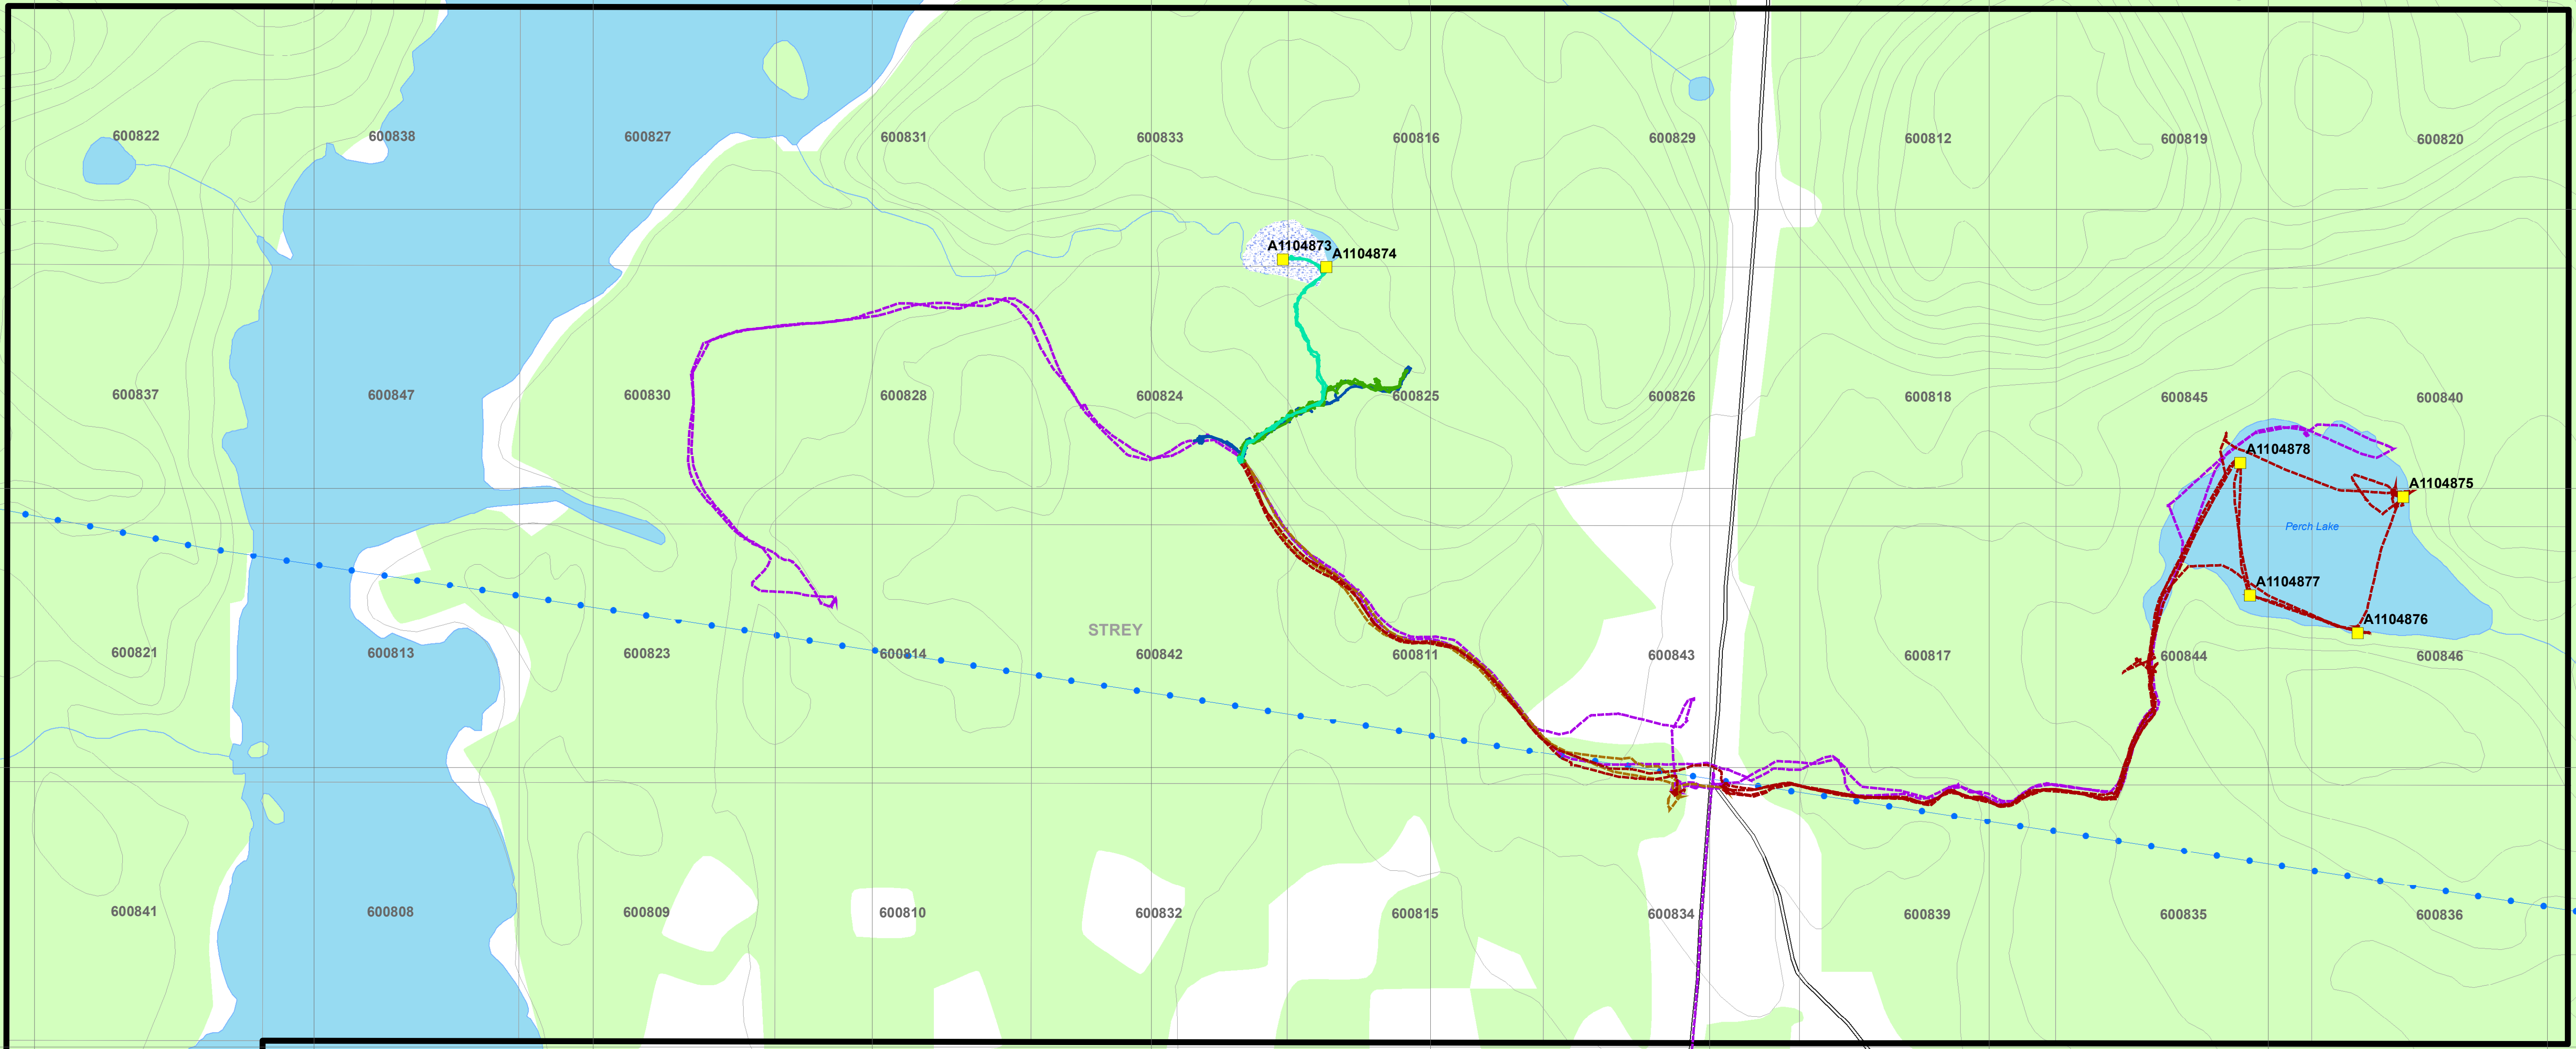 600822 600838 600827 600831 600833 600816 600829 600812 600819 600820
A1104873
A1104874
600837 600847 600830 600828 600824 600825 600826 600818 600845 600840
A1104878
A1104875
Perch Lake
A1104877
A1104876
STREY
600821 600813 600823 600814 600842 600811 600843 600817 600844 600846
600841 600808 600809 600810 600832 600815 600834 600839 600835 600836